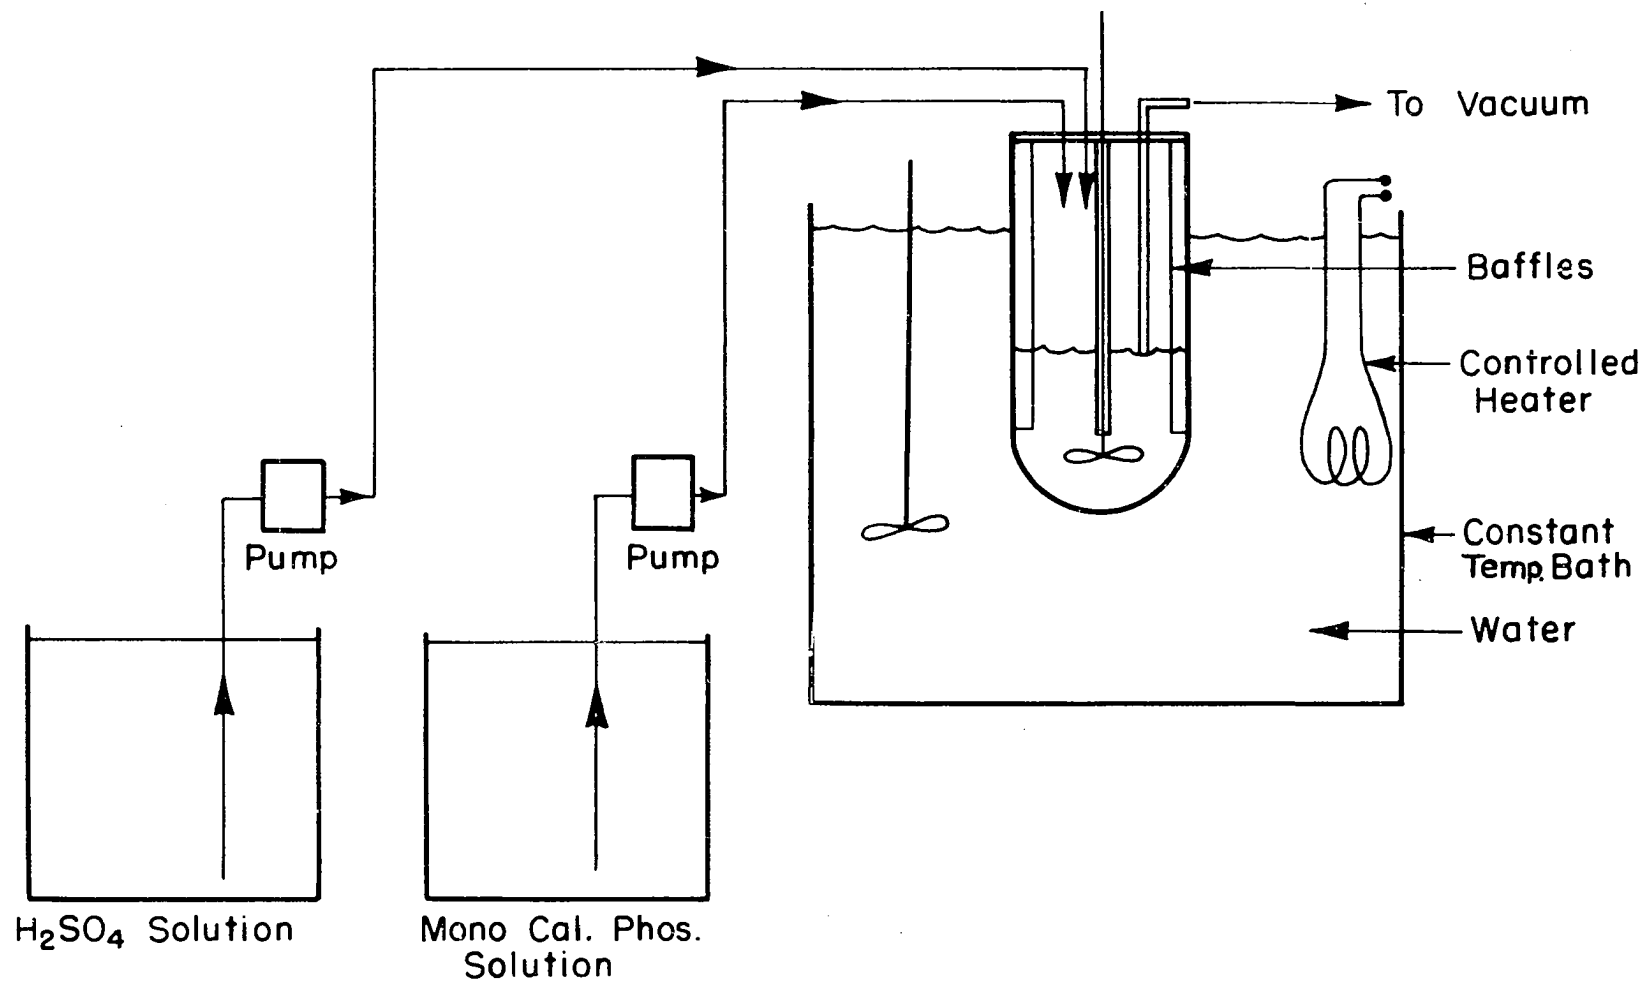 To Vacuum
Baffles
Controlled
Heater
Pump
Pump
Constant
Temp. Bath
Water
H₂SO₄ Solution
Mono Cal. Phos.
Solution